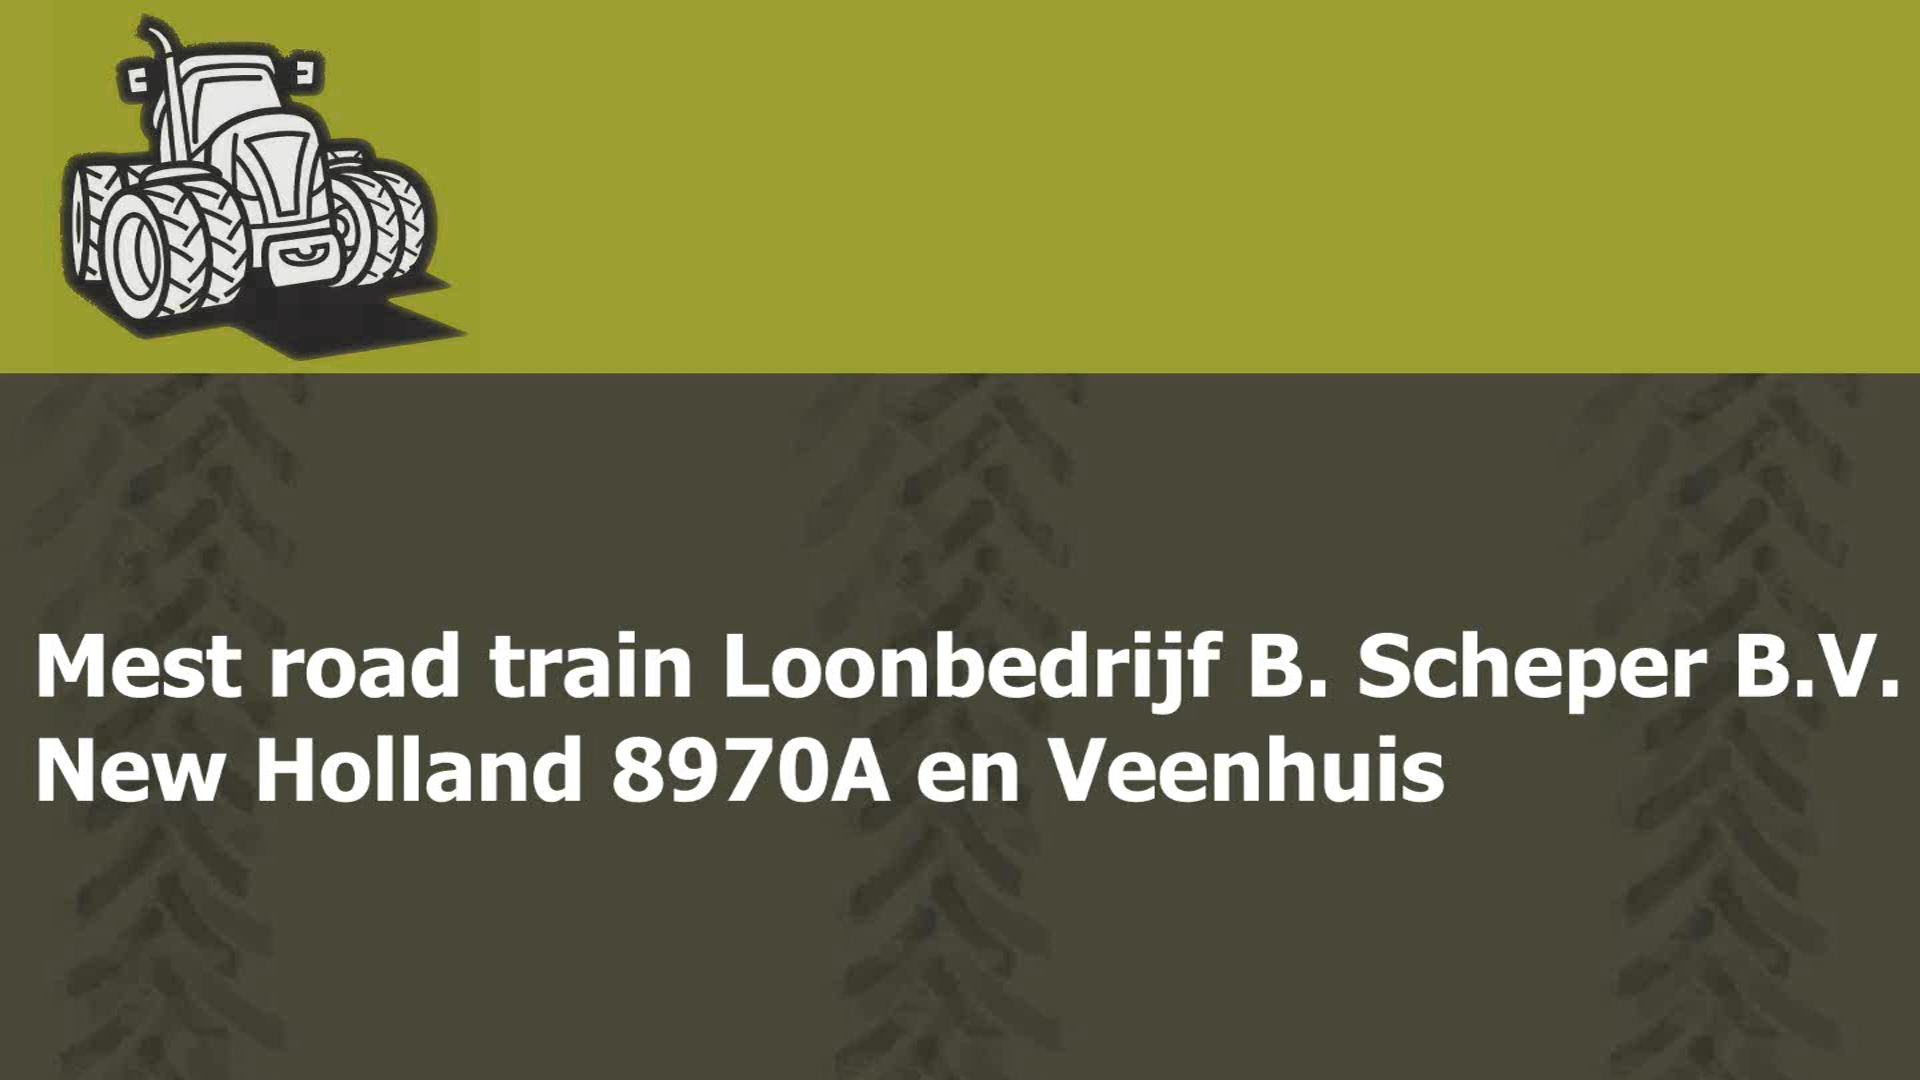 Mest road train Loonbedrijf B. Scheper B.V.
New Holland 8970A en Veenhuis